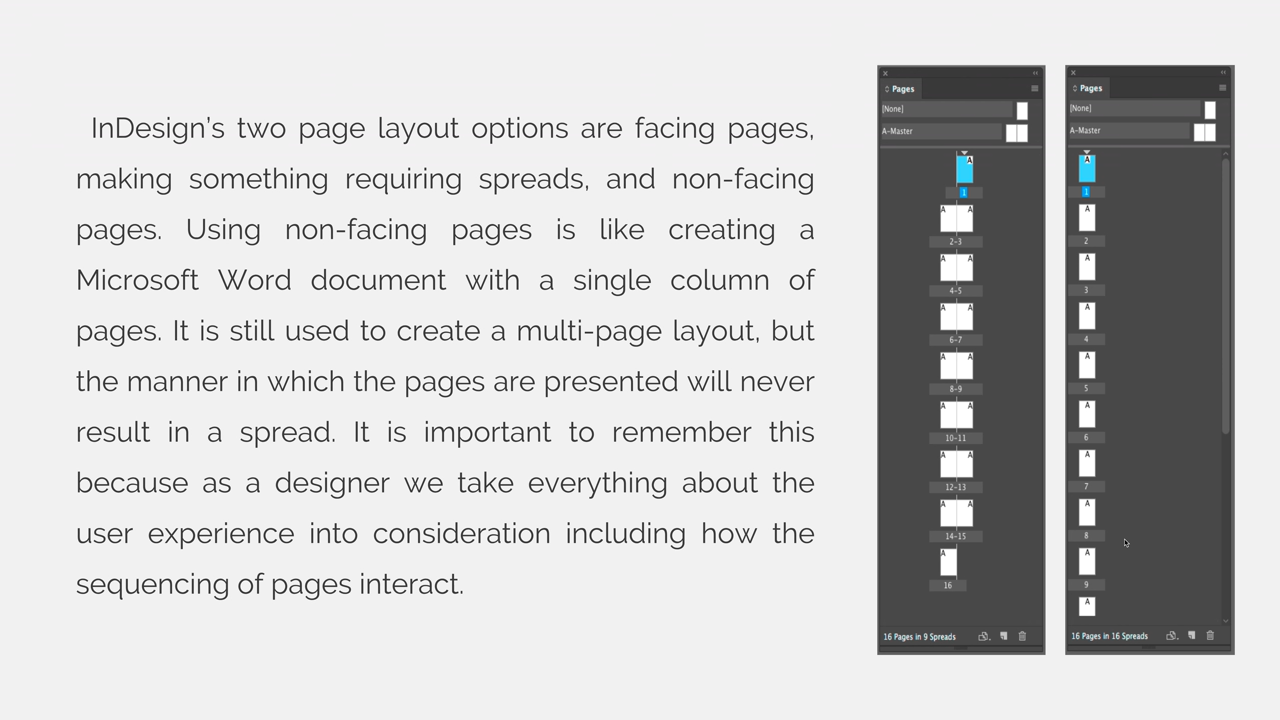 InDesign’s two page layout options are facing pages,
making something requiring spreads, and non-facing
pages. Using non-facing pages is like creating a
Microsoft Word document with a single column of
pages. It is still used to create a multi-page layout, but
the manner in which the pages are presented will never
result in a spread. It is important to remember this
because as a designer we take everything about the
user experience into consideration including how the
sequencing of pages interact.
Pages
[None]
A-Master
A
1
A A
2-3
A A
4-5
A A
6-7
A A
8-9
A A
10-11
A A
12-13
A A
14-15
A
16
16 Pages in 9 Spreads
Pages
[None]
A-Master
A
1
A
2
A
3
A
4
A
5
A
6
A
7
A
8
A
9
A
16 Pages in 16 Spreads